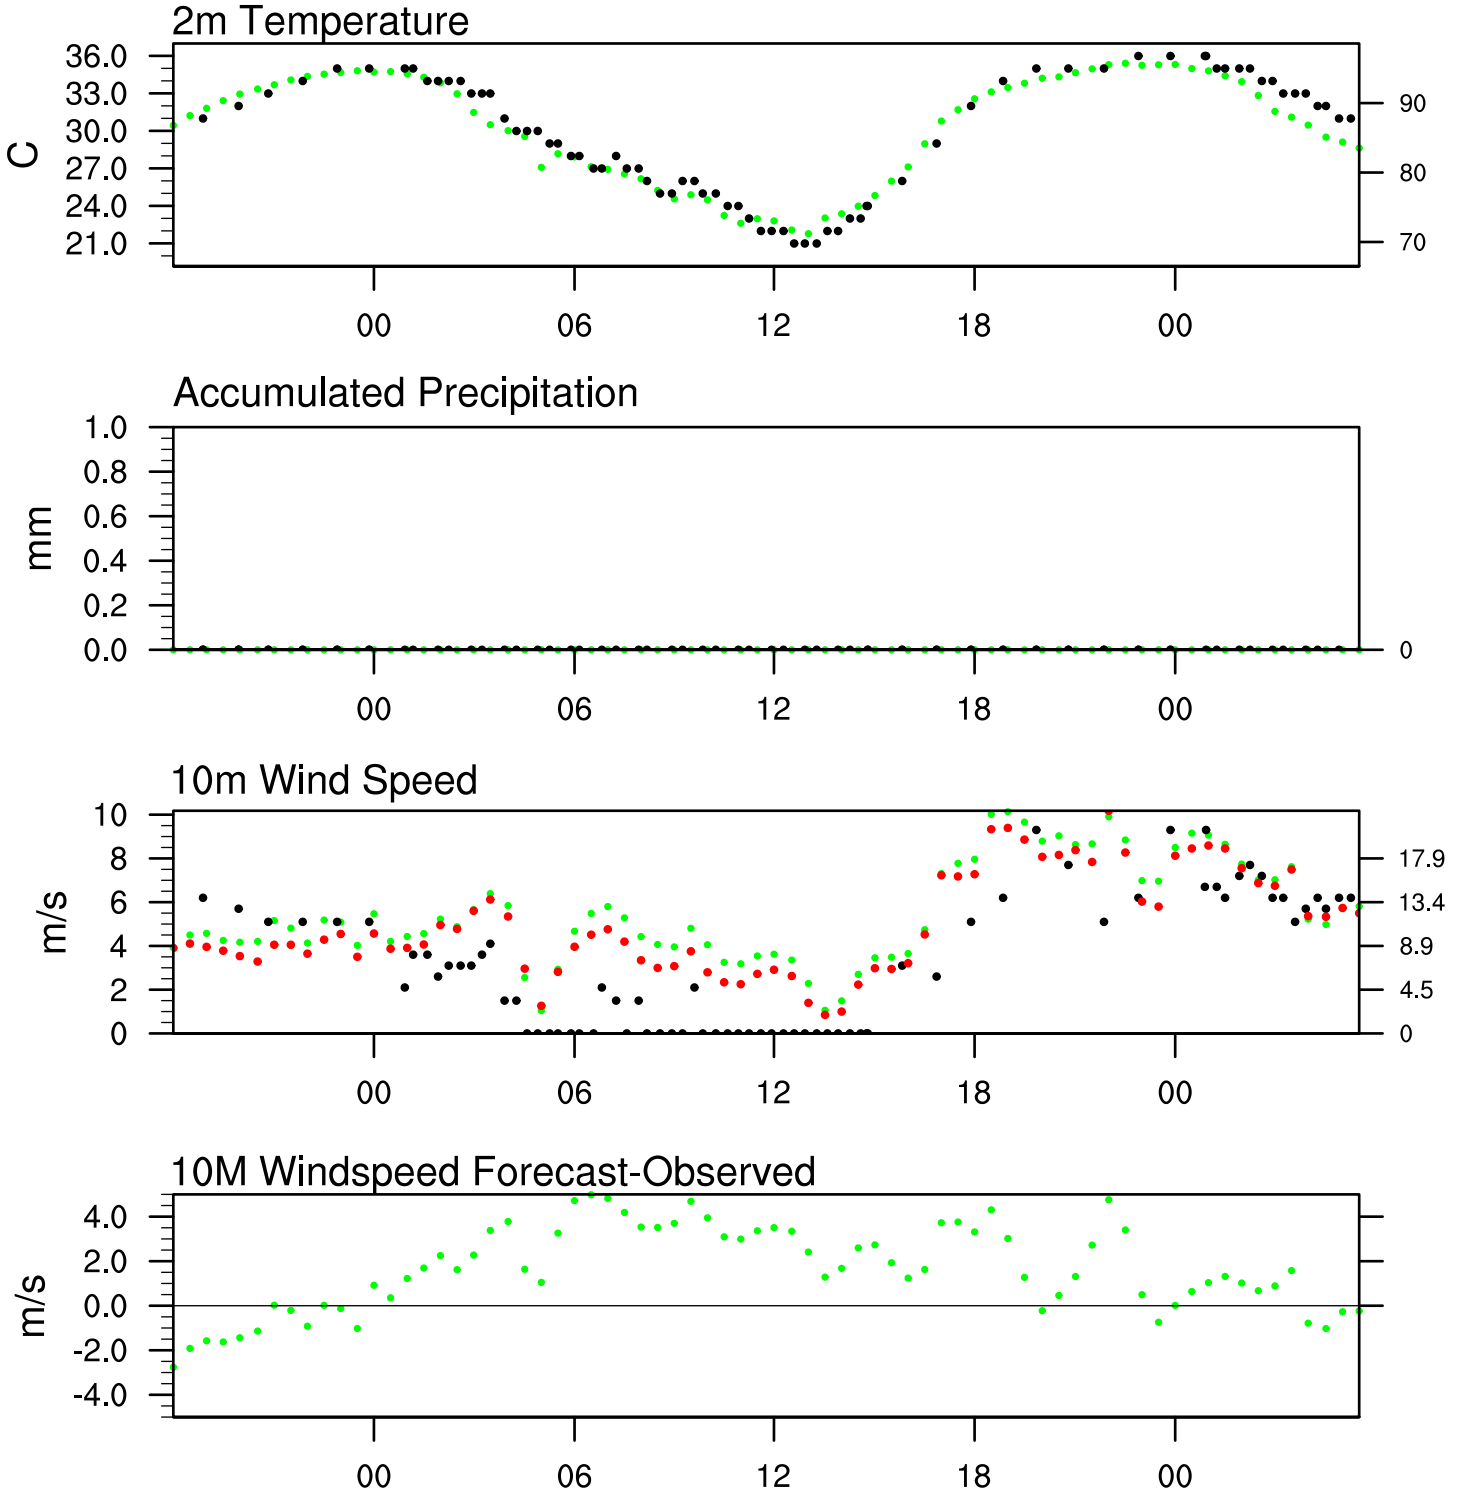 2m Temperature
36.0
33.0
30.0
27.0
24.0
21.0
C
90
80
70
00 06 12 18 00
Accumulated Precipitation
1.0
0.8
0.6
0.4
0.2
0.0
mm
0
00 06 12 18 00
10m Wind Speed
10
8
6
4
2
0
m/s
17.9
13.4
8.9
4.5
0
00 06 12 18 00
10M Windspeed Forecast-Observed
4.0
2.0
0.0
-2.0
-4.0
m/s
00 06 12 18 00